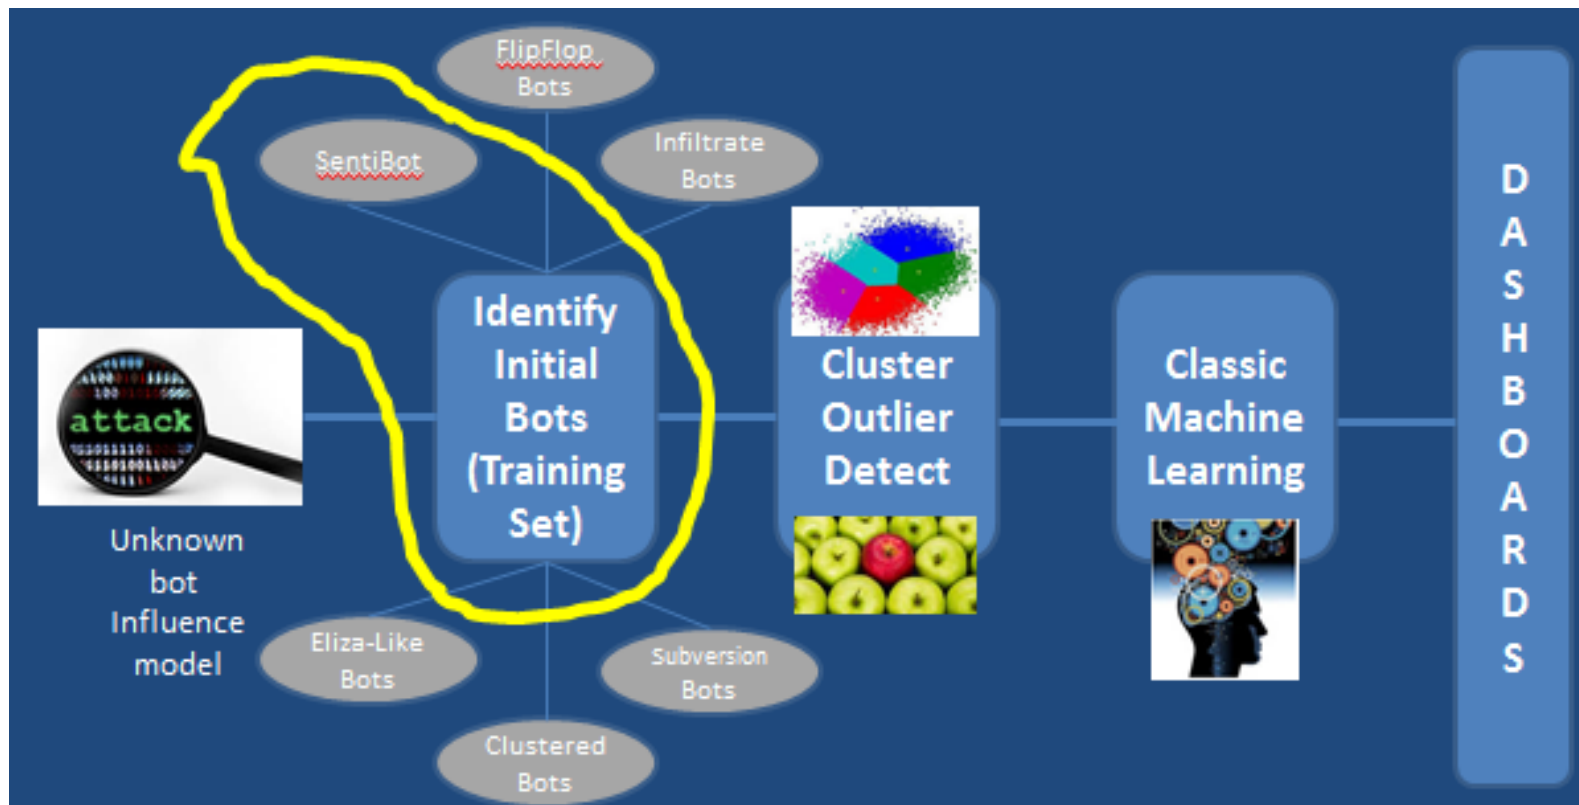 FlipFlop
Bots
SentiBot
Infiltrate
Bots
Identify
Initial
Bots
(Training
Set)
attack
Unknown
bot
Influence
model
Eliza-Like
Bots
Subversion
Bots
Clustered
Bots
Cluster
Outlier
Detect
Classic
Machine
Learning
D
A
S
H
B
O
A
R
D
S